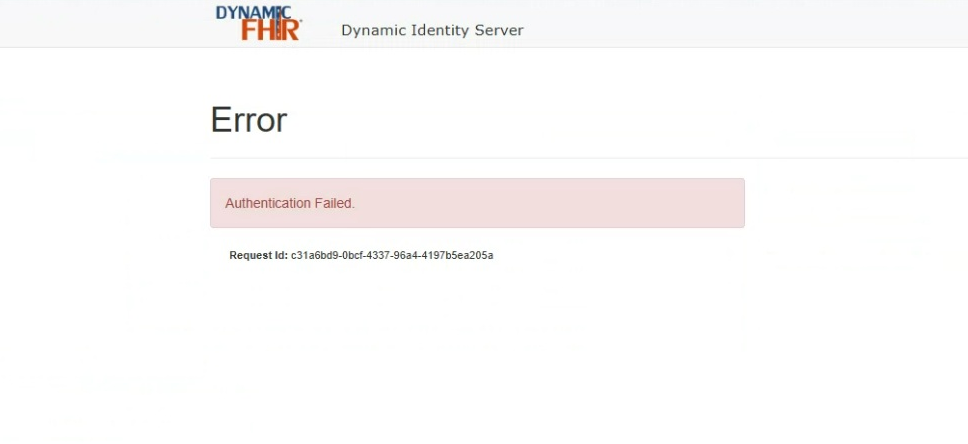 DYNAMIC
FHIR
Dynamic Identity Server
Error
Authentication Failed.
Request Id: c31a6bd9-0bcf-4337-96a4-4197b5ea205a